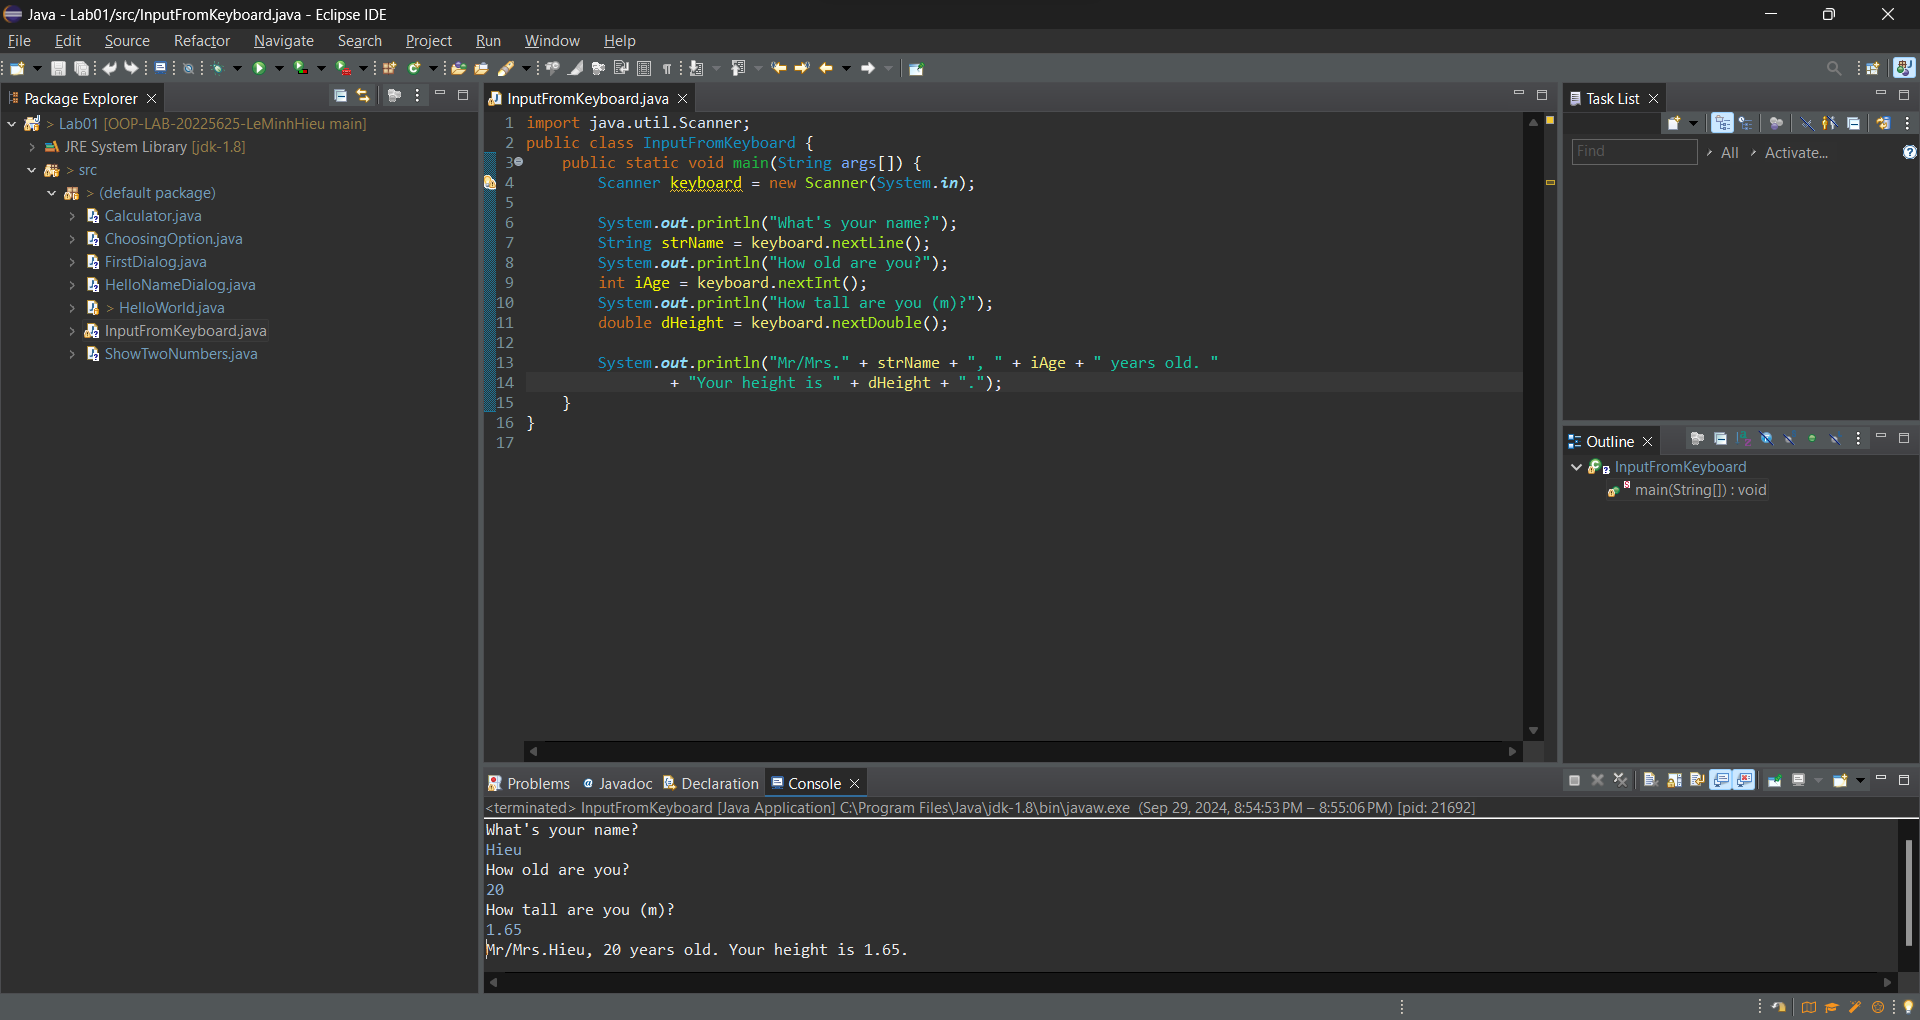 Java - Lab01/src/InputFromKeyboard.java - Eclipse IDE
File Edit Source Refactor Navigate Search Project Run Window Help
Package Explorer
> Lab01 [OOP-LAB-20225625-LeMinhHieu main]
JRE System Library [jdk-1.8]
> src
> (default package)
Calculator.java
ChoosingOption.java
FirstDialog.java
HelloNameDialog.java
> HelloWorld.java
InputFromKeyboard.java
ShowTwoNumbers.java
InputFromKeyboard.java
1 import java.util.Scanner;
2 public class InputFromKeyboard {
3 public static void main(String args[]) {
4 Scanner keyboard = new Scanner(System.in);
5
6 System.out.println("What's your name?");
7 String strName = keyboard.nextLine();
8 System.out.println("How old are you?");
9 int iAge = keyboard.nextInt();
10 System.out.println("How tall are you (m)?");
11 double dHeight = keyboard.nextDouble();
12
13 System.out.println("Mr/Mrs." + strName + ", " + iAge + " years old. "
14 + "Your height is " + dHeight + ".");
15 }
16 }
17
Task List
Find All Activate...
Outline
InputFromKeyboard
main(String[]) : void
Problems Javadoc Declaration Console
<terminated> InputFromKeyboard [Java Application] C:\Program Files\Java\jdk-1.8\bin\javaw.exe (Sep 29, 2024, 8:54:53 PM – 8:55:06 PM) [pid: 21692]
What's your name?
Hieu
How old are you?
20
How tall are you (m)?
1.65
Mr/Mrs.Hieu, 20 years old. Your height is 1.65.